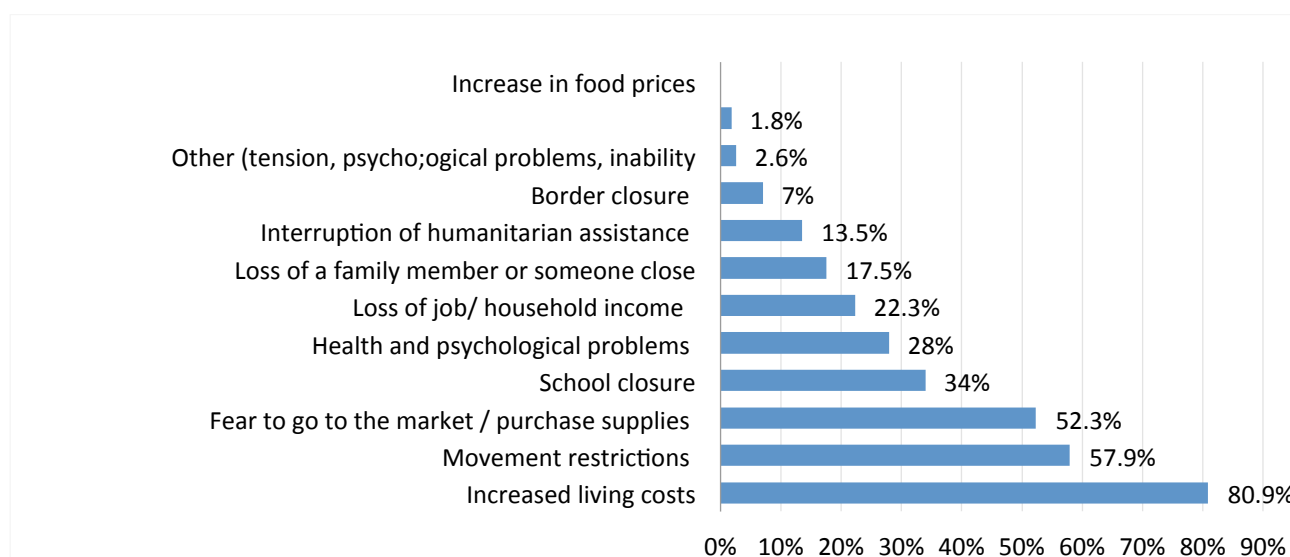 Increase in food prices
1.8%
Other (tension, psycho;ogical problems, inability 2.6%
Border closure 7%
Interruption of humanitarian assistance 13.5%
Loss of a family member or someone close 17.5%
Loss of job/ household income 22.3%
Health and psychological problems 28%
School closure 34%
Fear to go to the market / purchase supplies 52.3%
Movement restrictions 57.9%
Increased living costs 80.9%
0% 10% 20% 30% 40% 50% 60% 70% 80% 90%